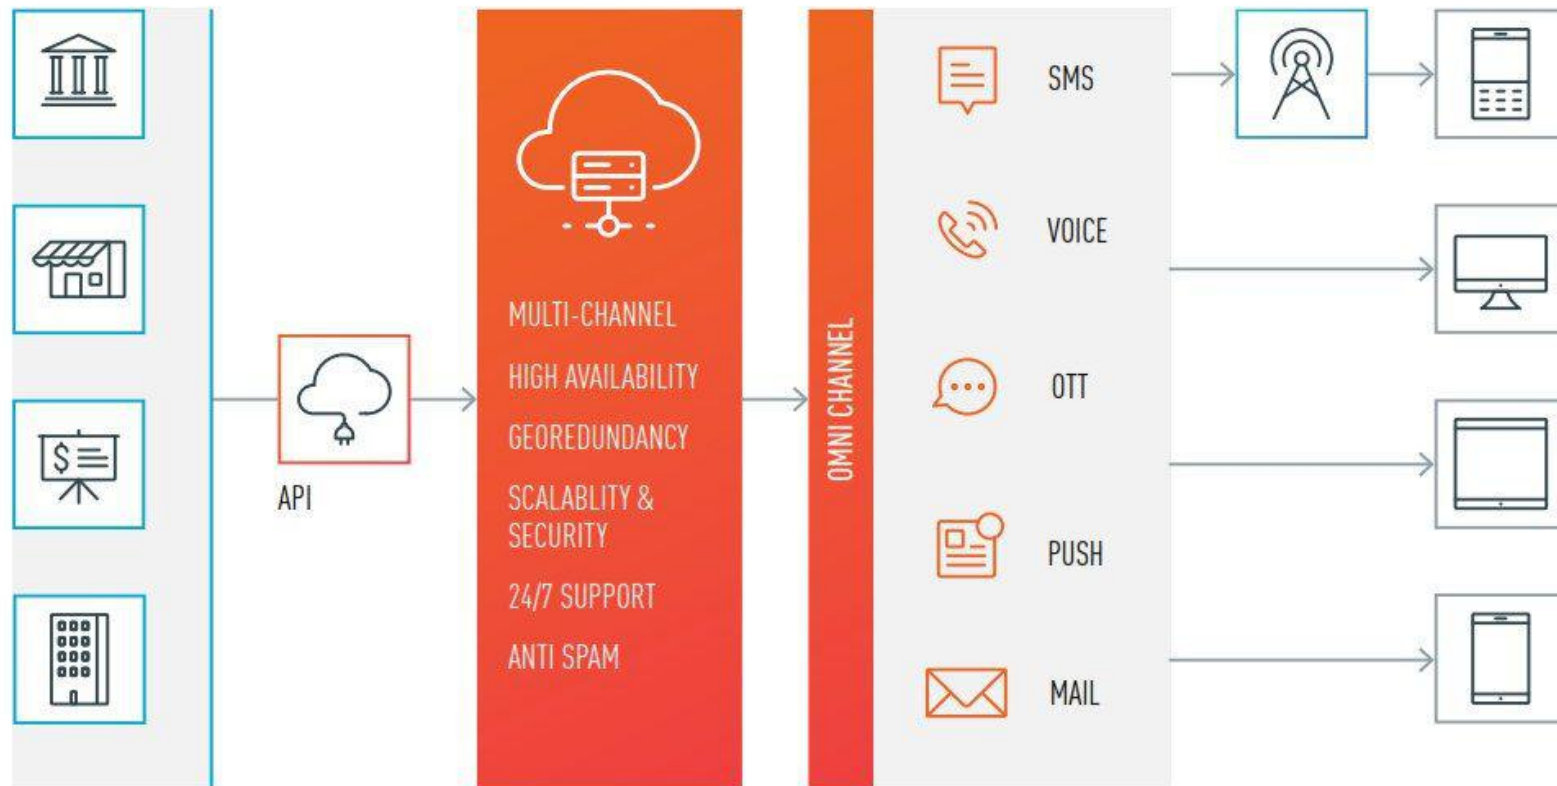 API
MULTI-CHANNEL
HIGH AVAILABILITY
GEOREDUNDANCY
SCALABLITY &
SECURITY
24/7 SUPPORT
ANTI SPAM
OMNI CHANNEL
SMS
VOICE
OTT
PUSH
MAIL
$